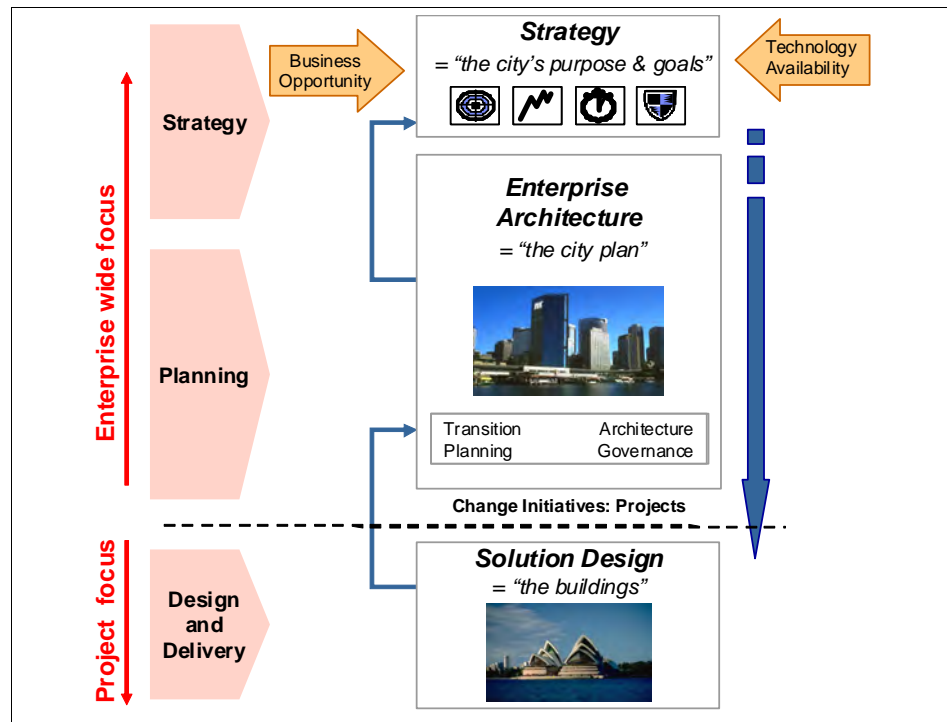 Strategy
= “the city’s purpose & goals”
Business
Opportunity
Technology
Availability
Enterprise wide focus
Strategy
Enterprise
Architecture
= “the city plan”
Planning
Transition
Planning
Architecture
Governance
Change Initiatives: Projects
Project focus
Design
and
Delivery
Solution Design
= “the buildings”